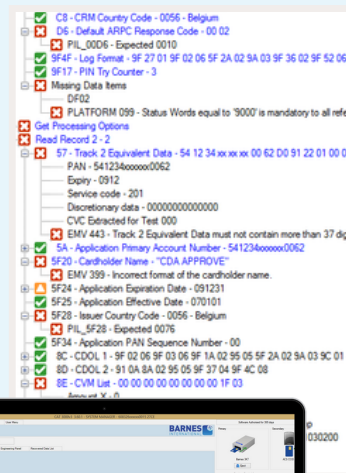 C8 - CRM Country Code - 0056 - Belgium
D6 - Default ARPC Response Code - 00 02
PIL_00D6 - Expected 0010
9F4F - Log Format - 9F 27 01 9F 02 06 5F 2A 02 9A 03 9F 36 02 9F 52 06
9F17 - PIN Try Counter - 3
Missing Data Items
DF02
PLATFORM 099 - Status Words equal to '9000' is mandatory to all refe
Get Processing Options
Read Record 2 - 2
57 - Track 2 Equivalent Data - 54 12 34 xx xx xx 00 62 D0 91 22 01 00 0
PAN - 541234xxxxxx0062
Expiry - 0912
Service code - 201
Discretionary data - 00000000000000
CVC Extracted for Test 000
EMV 443 - Track 2 Equivalent Data must not contain more than 37 dig
5A - Application Primary Account Number - 541234xxxxxx0062
5F20 - Cardholder Name - "CDA APPROVE"
EMV 399 - Incorrect format of the cardholder name.
5F24 - Application Expiration Date - 091231
5F25 - Application Effective Date - 070101
5F28 - Issuer Country Code - 0056 - Belgium
PIL_5F28 - Expected 0076
5F34 - Application PAN Sequence Number - 00
8C - CDOL 1 - 9F 02 06 9F 03 06 9F 1A 02 95 05 5F 2A 02 9A 03 9C 01
8D - CDOL 2 - 91 0A 8A 02 95 05 9F 37 04 9F 4C 08
8E - CVM List - 00 00 00 00 00 00 00 00 1F 03
Amount X - 0
BARNES
INTERNATIONAL
030200